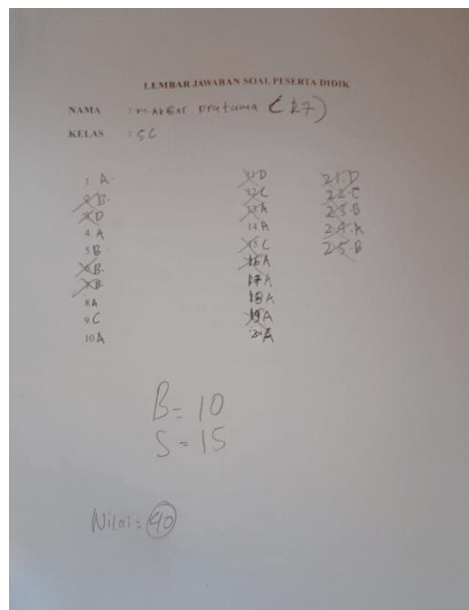 LEMBAR JAWABAN SOAL PESERTA DIDIK
NAMA : M. AKBar Pratama (27)
KELAS : 5C
1. A.
2. B.
3. D
4. A
5. B.
6. B.
7. B.
8. A
9. C
10. A
11. D
12. C
13. A
14. A
15. C
16. A
17. A
18. A
19. A
20. A
21. D
22. C
23. B
24. A
25. B
B = 10
S = 15
Nilai = 40